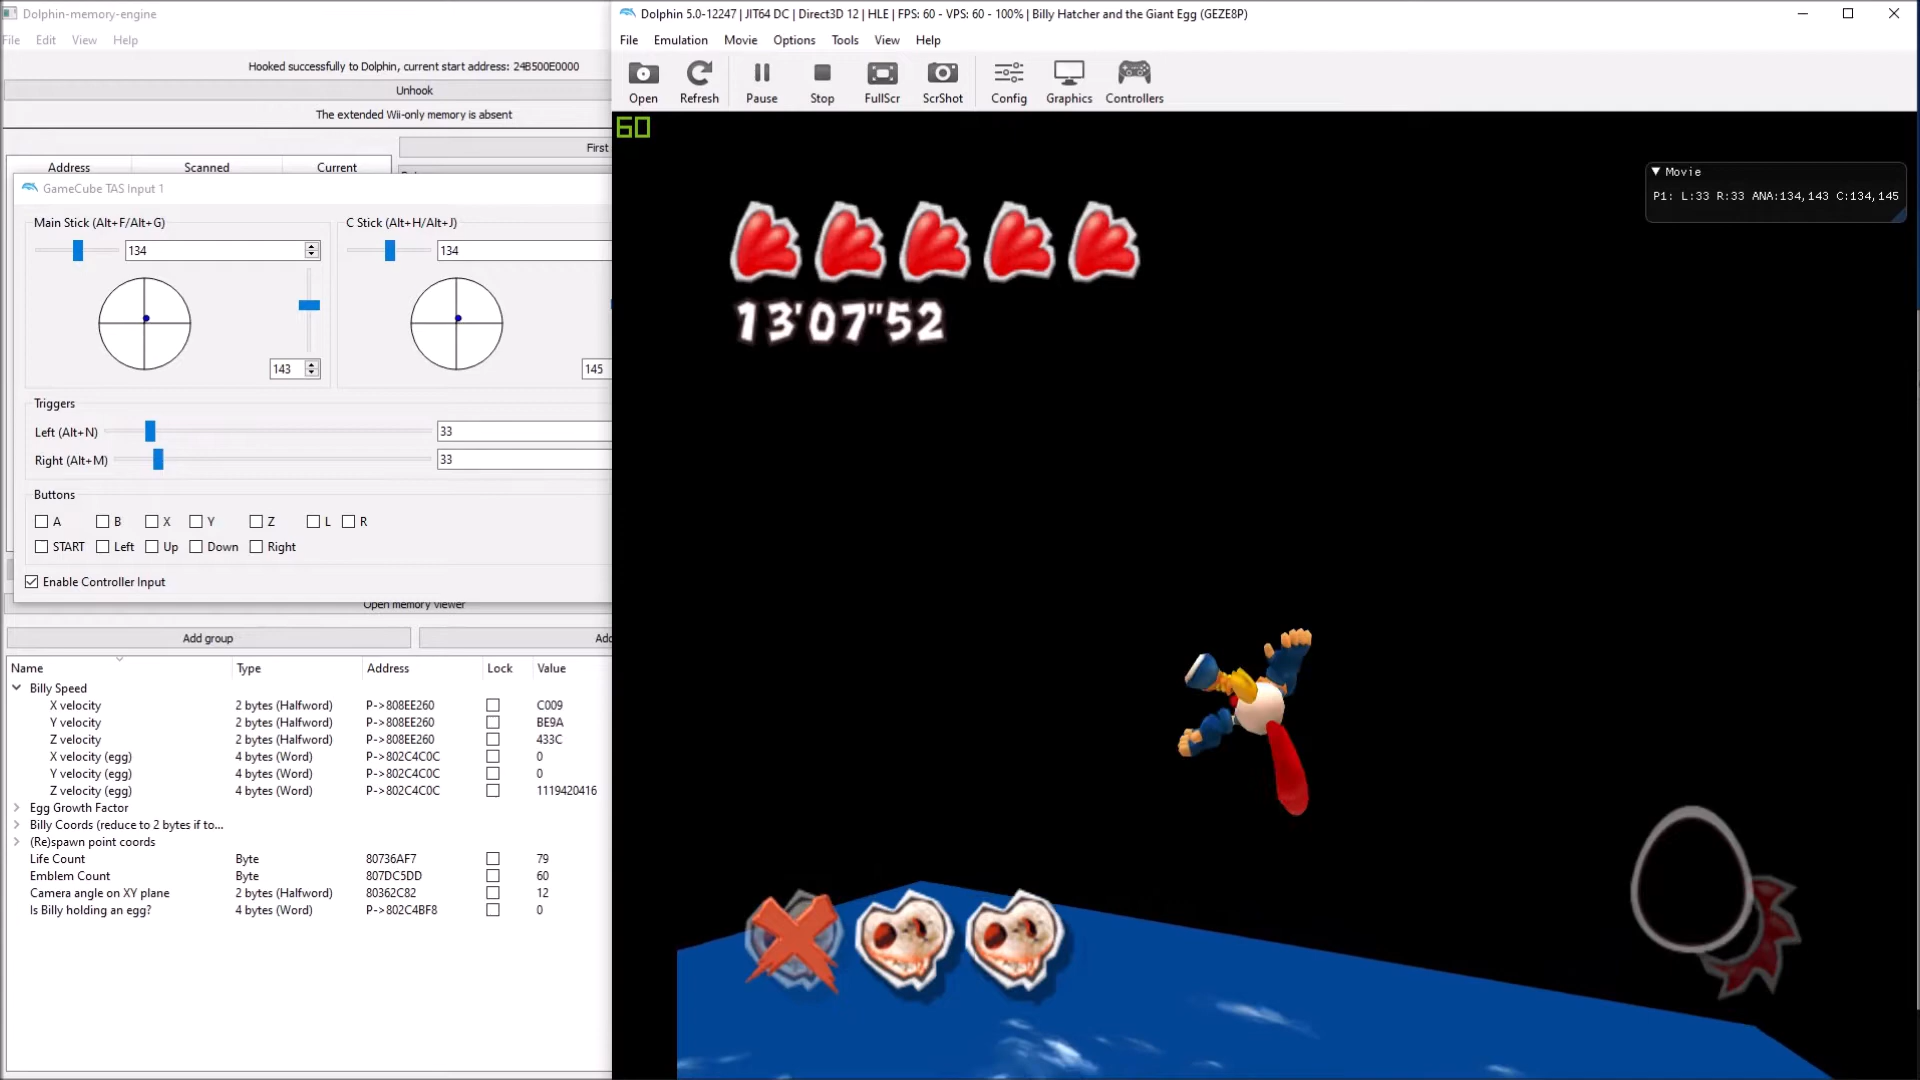 Dolphin-memory-engine
File Edit View Help
Hooked successfully to Dolphin, current start address: 24B500E0000
Unhook
The extended Wii-only memory is absent
First
Address Scanned Current
GameCube TAS Input 1
Main Stick (Alt+F/Alt+G)
134
143
C Stick (Alt+H/Alt+J)
134
145
Triggers
Left (Alt+N) 33
Right (Alt+M) 33
Buttons
A B X Y Z L R
START Left Up Down Right
Enable Controller Input
Open memory viewer
Add group
Name Type Address Lock Value
Billy Speed
X velocity 2 bytes (Halfword) P->808EE260 C009
Y velocity 2 bytes (Halfword) P->808EE260 BE9A
Z velocity 2 bytes (Halfword) P->808EE260 433C
X velocity (egg) 4 bytes (Word) P->802C4C0C 0
Y velocity (egg) 4 bytes (Word) P->802C4C0C 0
Z velocity (egg) 4 bytes (Word) P->802C4C0C 1119420416
Egg Growth Factor
Billy Coords (reduce to 2 bytes if to...
(Re)spawn point coords
Life Count Byte 80736AF7 79
Emblem Count Byte 807DC5DD 60
Camera angle on XY plane 2 bytes (Halfword) 80362C82 12
Is Billy holding an egg? 4 bytes (Word) P->802C4BF8 0
Dolphin 5.0-12247 | JIT64 DC | Direct3D 12 | HLE | FPS: 60 - VPS: 60 - 100% | Billy Hatcher and the Giant Egg (GEZE8P)
File Emulation Movie Options Tools View Help
Open Refresh Pause Stop FullScr ScrShot Config Graphics Controllers
60
Movie
P1: L:33 R:33 ANA:134,143 C:134,145
13'07"52